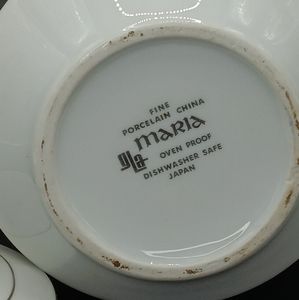 FINE
PORCELAIN CHINA
maria
OVEN PROOF
DISHWASHER SAFE
JAPAN